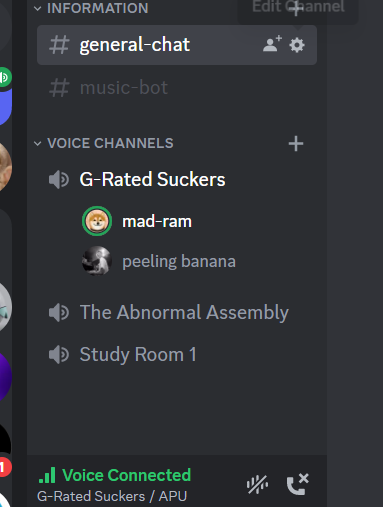 Edit Channel
INFORMATION
general-chat
music-bot
VOICE CHANNELS
G-Rated Suckers
mad-ram
peeling banana
The Abnormal Assembly
Study Room 1
Voice Connected
G-Rated Suckers / APU